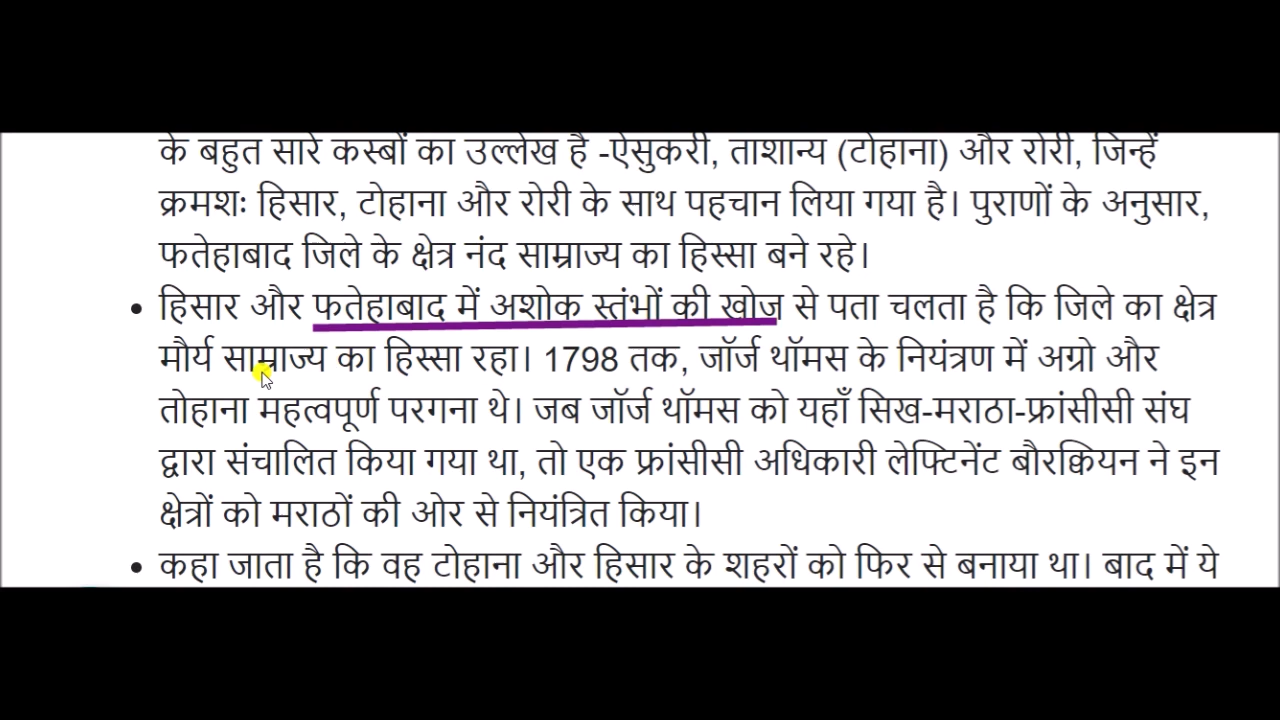 के बहुत सारे कस्बों का उल्लेख है -ऐसुकरी, ताशान्य (टोहाना) और रोरी, जिन्हें
क्रमशः हिसार, टोहाना और रोरी के साथ पहचान लिया गया है। पुराणों के अनुसार,
फतेहाबाद जिले के क्षेत्र नंद साम्राज्य का हिस्सा बने रहे।
• हिसार और फतेहाबाद में अशोक स्तंभों की खोज से पता चलता है कि जिले का क्षेत्र
मौर्य साम्राज्य का हिस्सा रहा। 1798 तक, जॉर्ज थॉमस के नियंत्रण में अग्रो और
तोहाना महत्वपूर्ण परगना थे। जब जॉर्ज थॉमस को यहाँ सिख-मराठा-फ्रांसीसी संघ
द्वारा संचालित किया गया था, तो एक फ्रांसीसी अधिकारी लेफ्टिनेंट बौरक्वियन ने इन
क्षेत्रों को मराठों की ओर से नियंत्रित किया।
• कहा जाता है कि वह टोहाना और हिसार के शहरों को फिर से बनाया था। बाद में ये